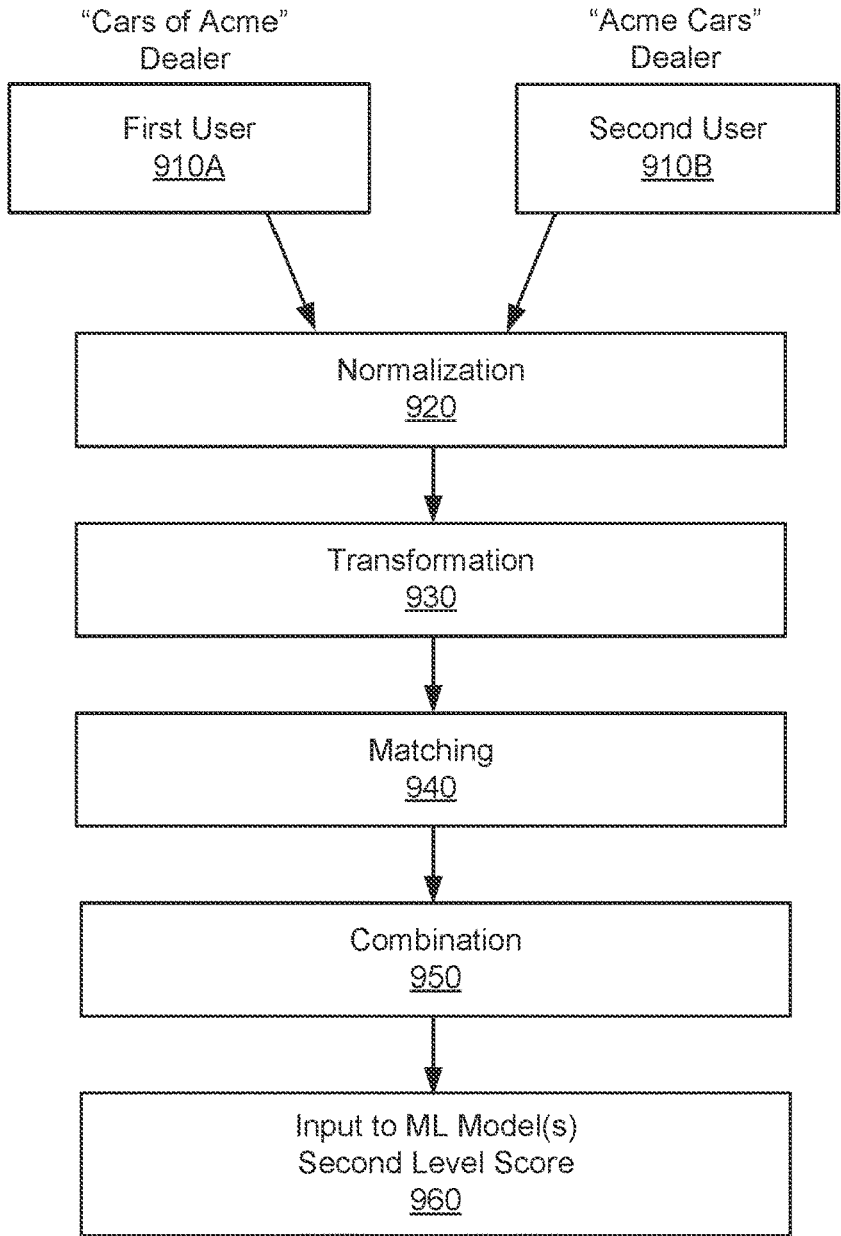 “Cars of Acme”
Dealer
“Acme Cars”
Dealer
First User
910A
Second User
910B
Normalization
920
Transformation
930
Matching
940
Combination
950
Input to ML Model(s)
Second Level Score
960